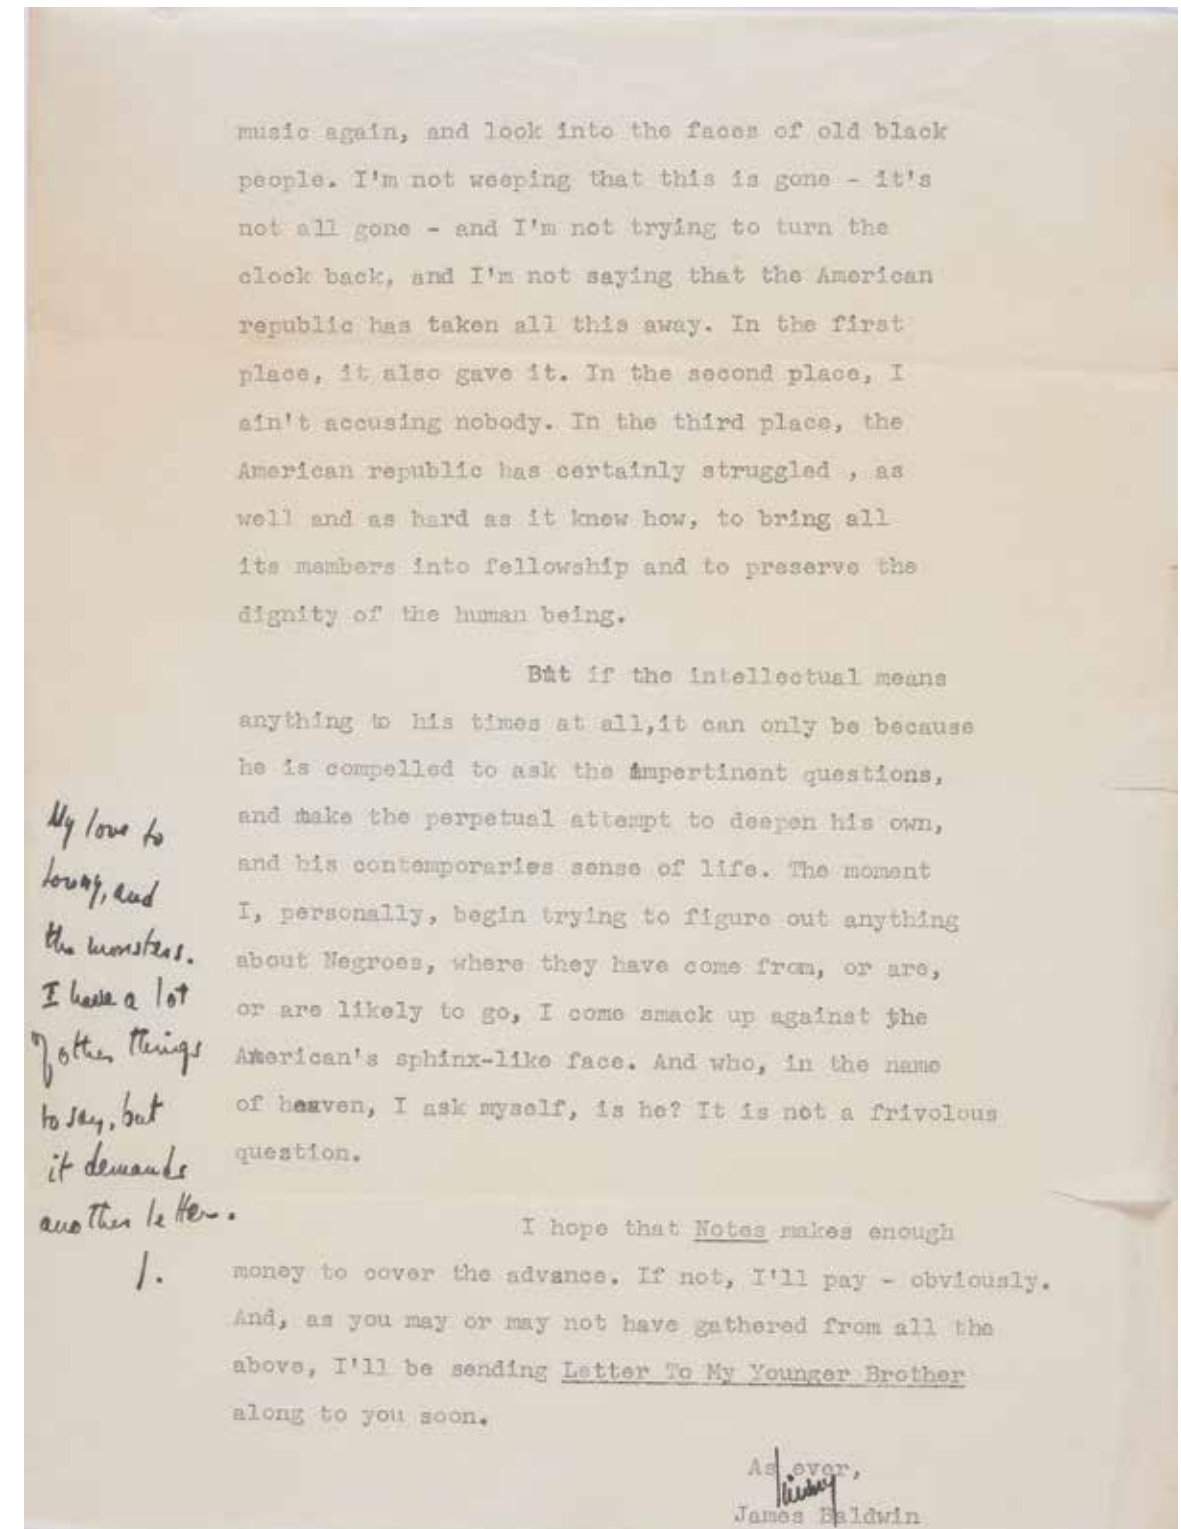 music again, and look into the faces of old black
people. I'm not weeping that this is gone - it's
not all gone - and I'm not trying to turn the
clock back, and I'm not saying that the American
republic has taken all this away. In the first
place, it also gave it. In the second place, I
ain't accusing nobody. In the third place, the
American republic has certainly struggled , as
well and as hard as it knew how, to bring all
its members into fellowship and to preserve the
dignity of the human being.
But if the intellectual means
anything to his times at all,it can only be because
he is compelled to ask the impertinent questions,
and make the perpetual attempt to deepen his own,
and his contemporaries sense of life. The moment
I, personally, begin trying to figure out anything
about Negroes, where they have come from, or are,
or are likely to go, I come smack up against the
American's sphinx-like face. And who, in the name
of heaven, I ask myself, is he? It is not a frivolous
question.
I hope that Notes makes enough
money to cover the advance. If not, I'll pay - obviously.
And, as you may or may not have gathered from all the
above, I'll be sending Letter To My Younger Brother
along to you soon.
As ever,
Jimmy
James Baldwin
My love to
and
the monsters.
I have a lot
of other things
to say, but
it demands
another letter.
J.